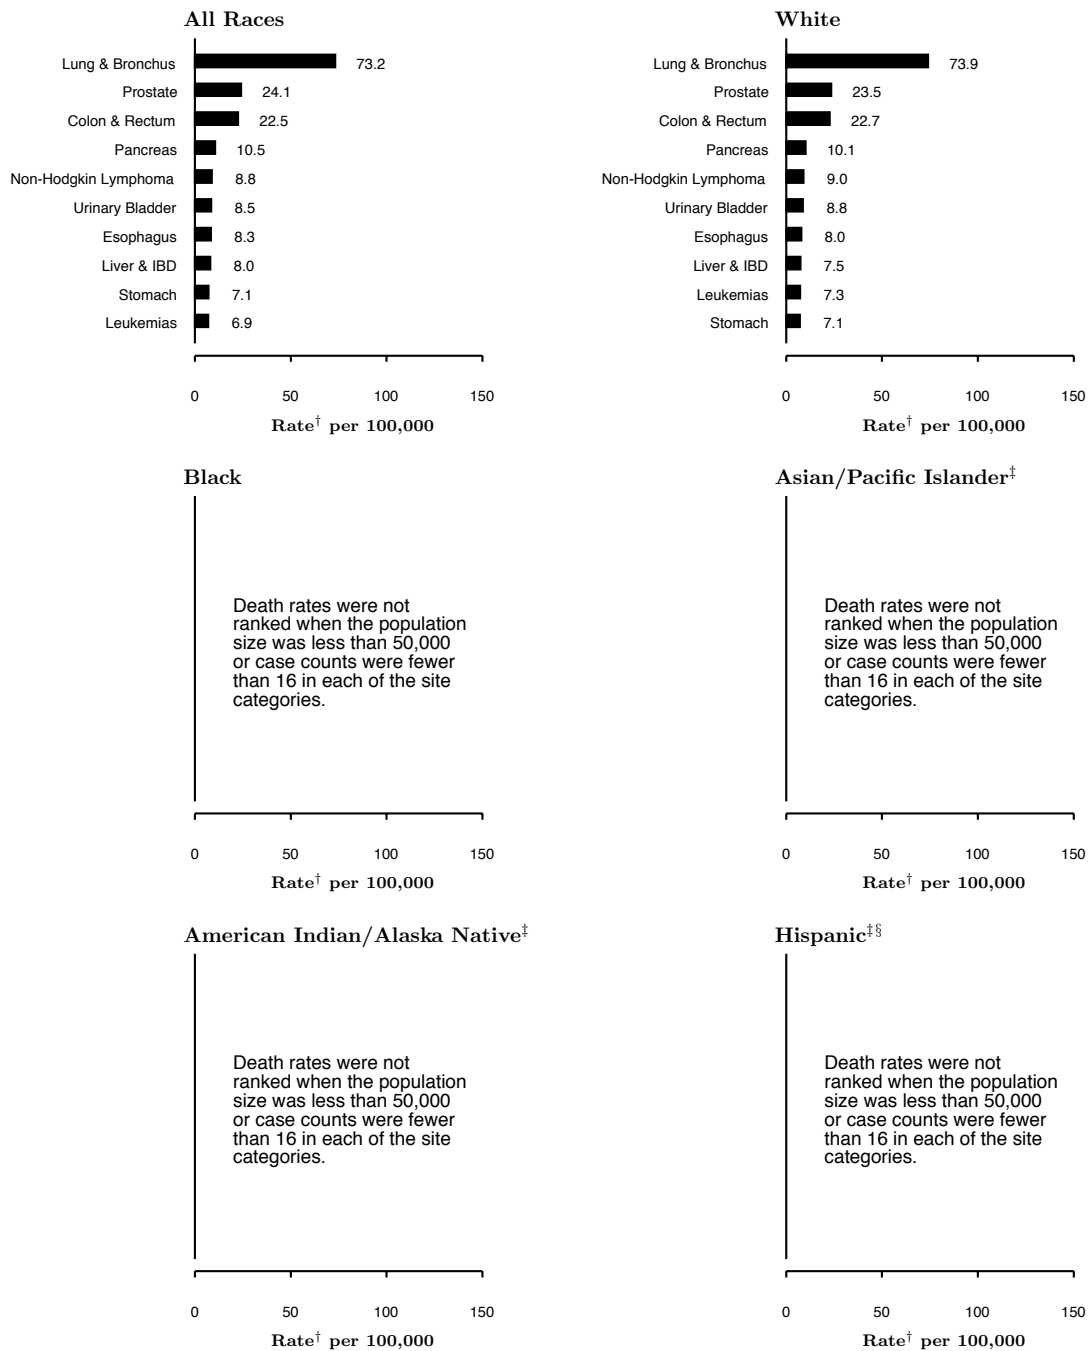 All Races
Lung & Bronchus 73.2
Prostate 24.1
Colon & Rectum 22.5
Pancreas 10.5
Non-Hodgkin Lymphoma 8.8
Urinary Bladder 8.5
Esophagus 8.3
Liver & IBD 8.0
Stomach 7.1
Leukemias 6.9
0 50 100 150
Rate† per 100,000
White
Lung & Bronchus 73.9
Prostate 23.5
Colon & Rectum 22.7
Pancreas 10.1
Non-Hodgkin Lymphoma 9.0
Urinary Bladder 8.8
Esophagus 8.0
Liver & IBD 7.5
Leukemias 7.3
Stomach 7.1
0 50 100 150
Rate† per 100,000
Black
Death rates were not
ranked when the population
size was less than 50,000
or case counts were fewer
than 16 in each of the site
categories.
0 50 100 150
Rate† per 100,000
Asian/Pacific Islander‡
Death rates were not
ranked when the population
size was less than 50,000
or case counts were fewer
than 16 in each of the site
categories.
0 50 100 150
Rate† per 100,000
American Indian/Alaska Native‡
Death rates were not
ranked when the population
size was less than 50,000
or case counts were fewer
than 16 in each of the site
categories.
0 50 100 150
Rate† per 100,000
Hispanic‡§
Death rates were not
ranked when the population
size was less than 50,000
or case counts were fewer
than 16 in each of the site
categories.
0 50 100 150
Rate† per 100,000